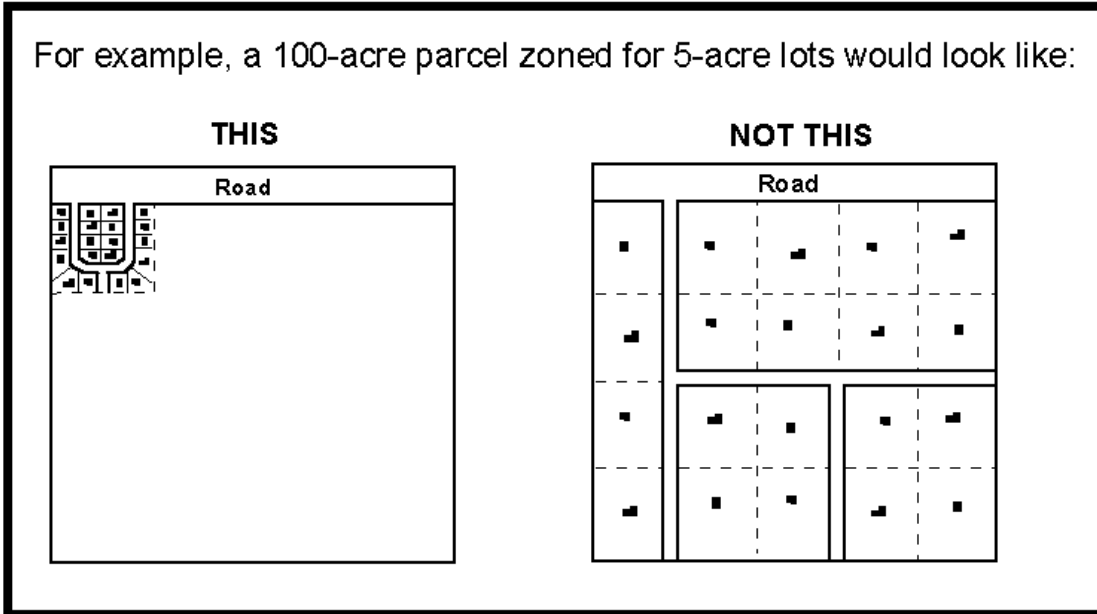 For example, a 100-acre parcel zoned for 5-acre lots would look like:
THIS
NOT THIS
Road
Road